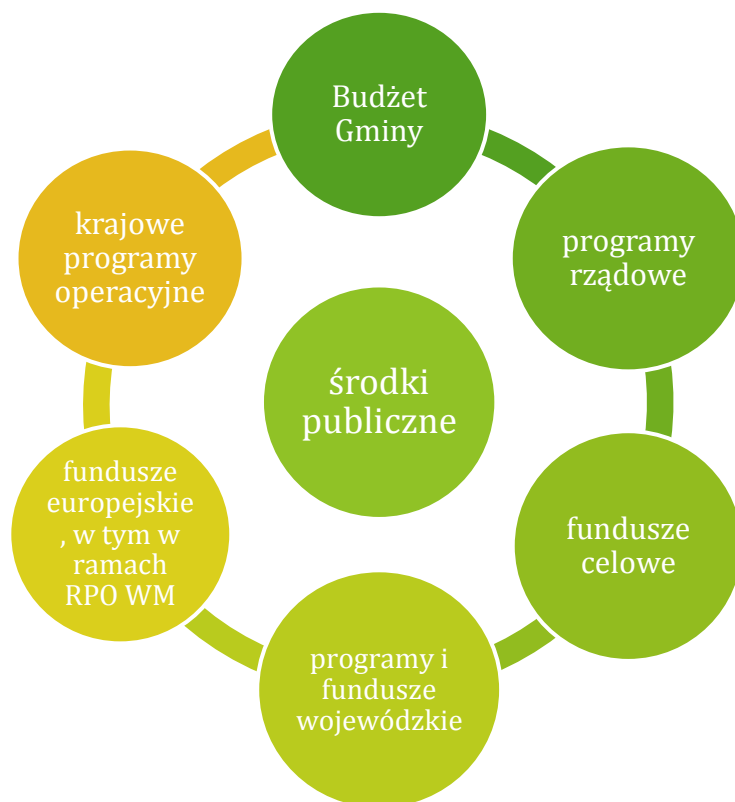 Budżet
Gminy
programy
rządowe
fundusze
celowe
programy i
fundusze
wojewódzkie
fundusze
europejskie
, w tym w
ramach
RPO WM
krajowe
programy
operacyjne
środki
publiczne